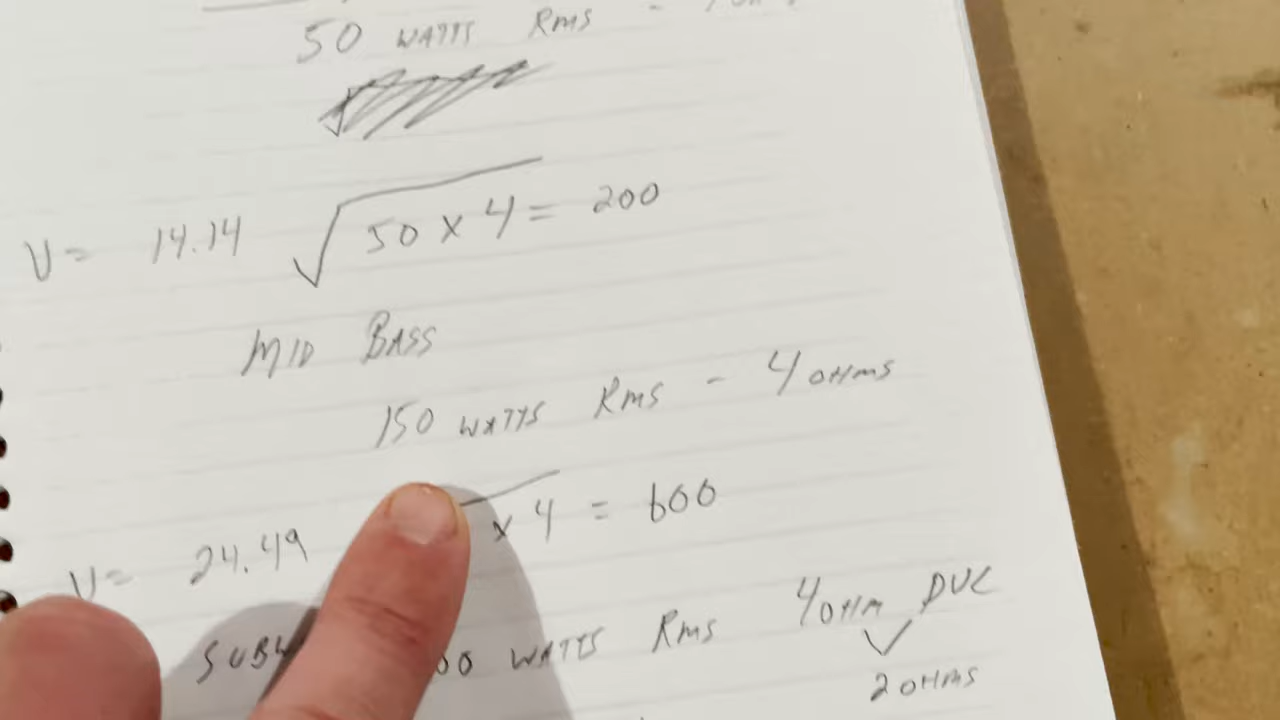 50 WATTS RMS -
V= 14.14 √50 x 4 = 200
MID BASS
150 WATTS RMS - 4 OHMS
V= 24.49 x 4 = 600
WATTS RMS 4 OHM DVC
2 OHMS